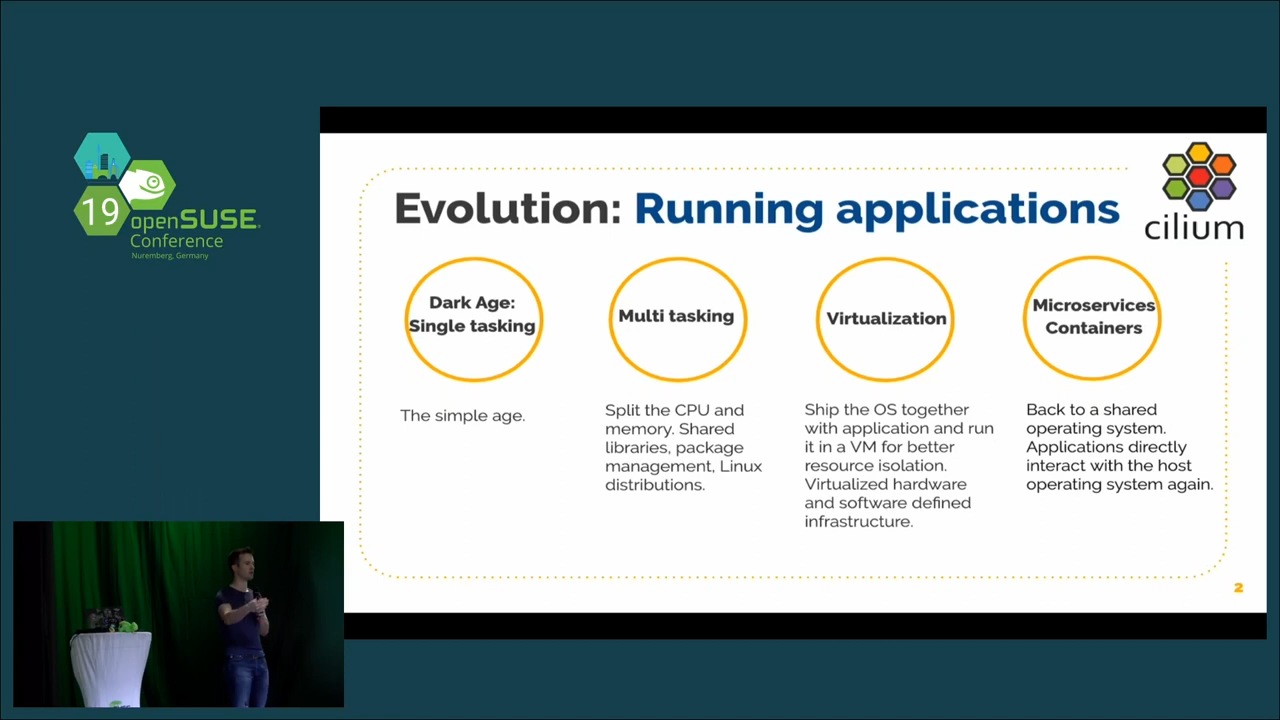 19
openSUSE.
Conference
Nuremberg, Germany
Evolution: Running applications
cilium
Dark Age:
Single tasking
Multi tasking
Virtualization
Microservices
Containers
The simple age.
Split the CPU and
memory. Shared
libraries, package
management, Linux
distributions.
Ship the OS together
with application and run
it in a VM for better
resource isolation.
Virtualized hardware
and software defined
infrastructure.
Back to a shared
operating system.
Applications directly
interact with the host
operating system again.
2